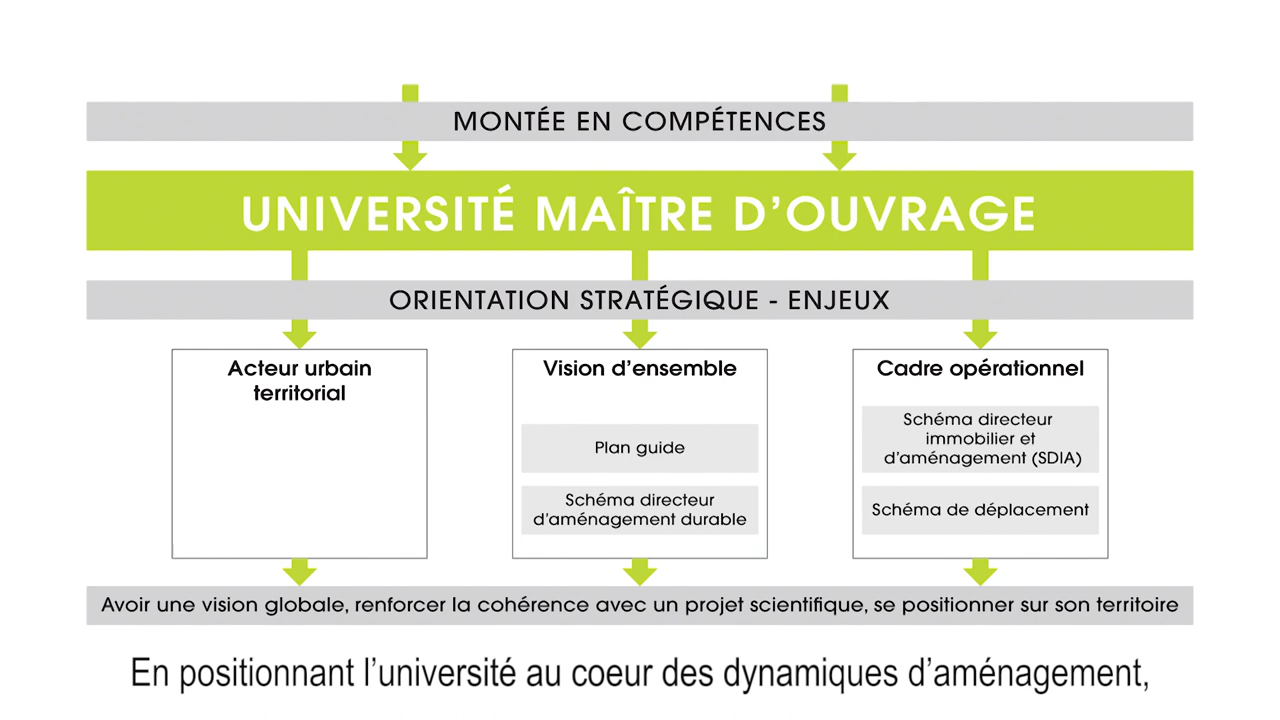 MONTÉE EN COMPÉTENCES
UNIVERSITÉ MAÎTRE D'OUVRAGE
ORIENTATION STRATÉGIQUE - ENJEUX
Acteur urbain
territorial
Vision d'ensemble
Plan guide
Schéma directeur
d'aménagement durable
Cadre opérationnel
Schéma directeur
immobilier et
d'aménagement (SDIA)
Schéma de déplacement
Avoir une vision globale, renforcer la cohérence avec un projet scientifique, se positionner sur son territoire
En positionnant l'université au coeur des dynamiques d'aménagement,